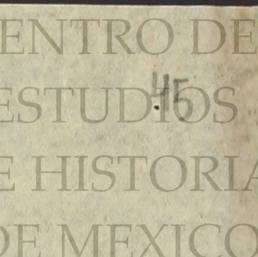 ENTRO DE
45
ESTUDIOS
E HISTORIA
DE MEXICO